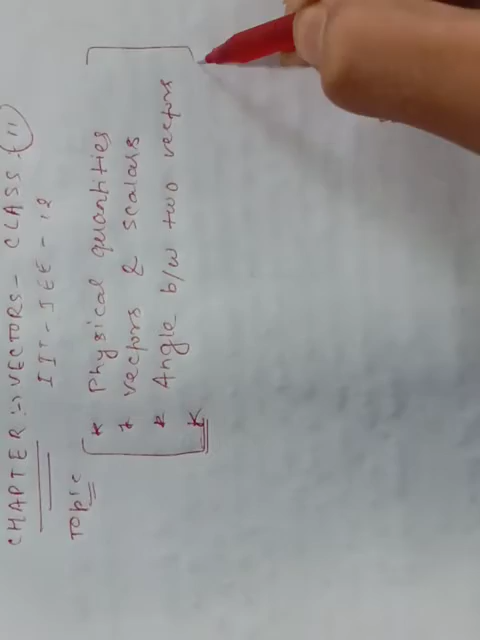 CHAPTER :→ VECTORS - CLASS - 11
IIT - JEE - 12
Topic
* Physical quantities
* vectors & scalars
* Angle b/w two vectors
*